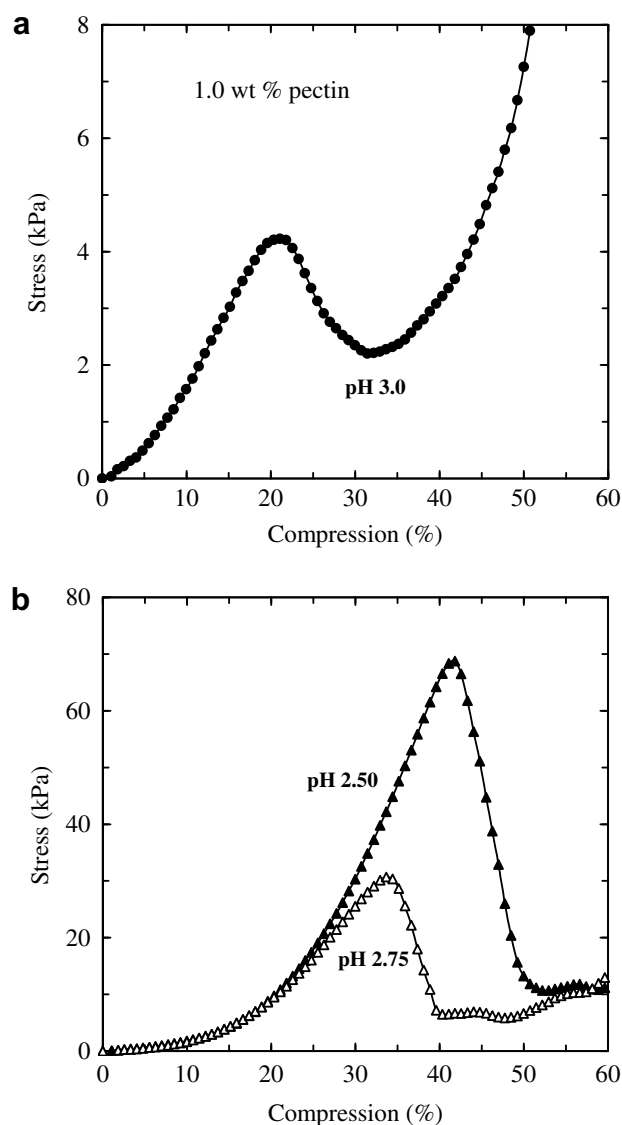 a
8
1.0 wt % pectin
6
Stress (kPa)
4
2
pH 3.0
0
0 10 20 30 40 50 60
Compression (%)
b
80
60
pH 2.50
Stress (kPa)
40
pH 2.75
20
0
0 10 20 30 40 50 60
Compression (%)